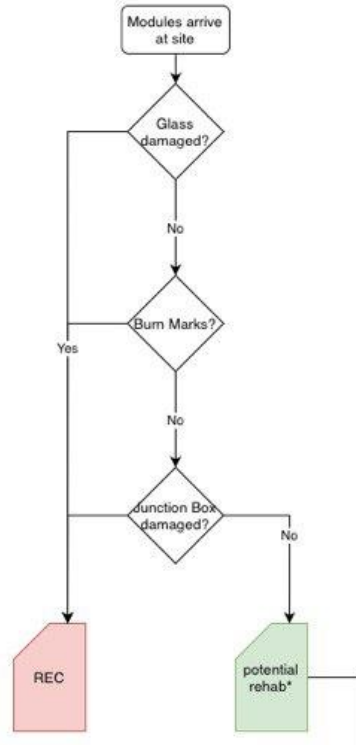 Modules arrive
at site
Glass
damaged?
No
Burn Marks?
Yes
No
Junction Box
damaged?
No
REC
potential
rehab*